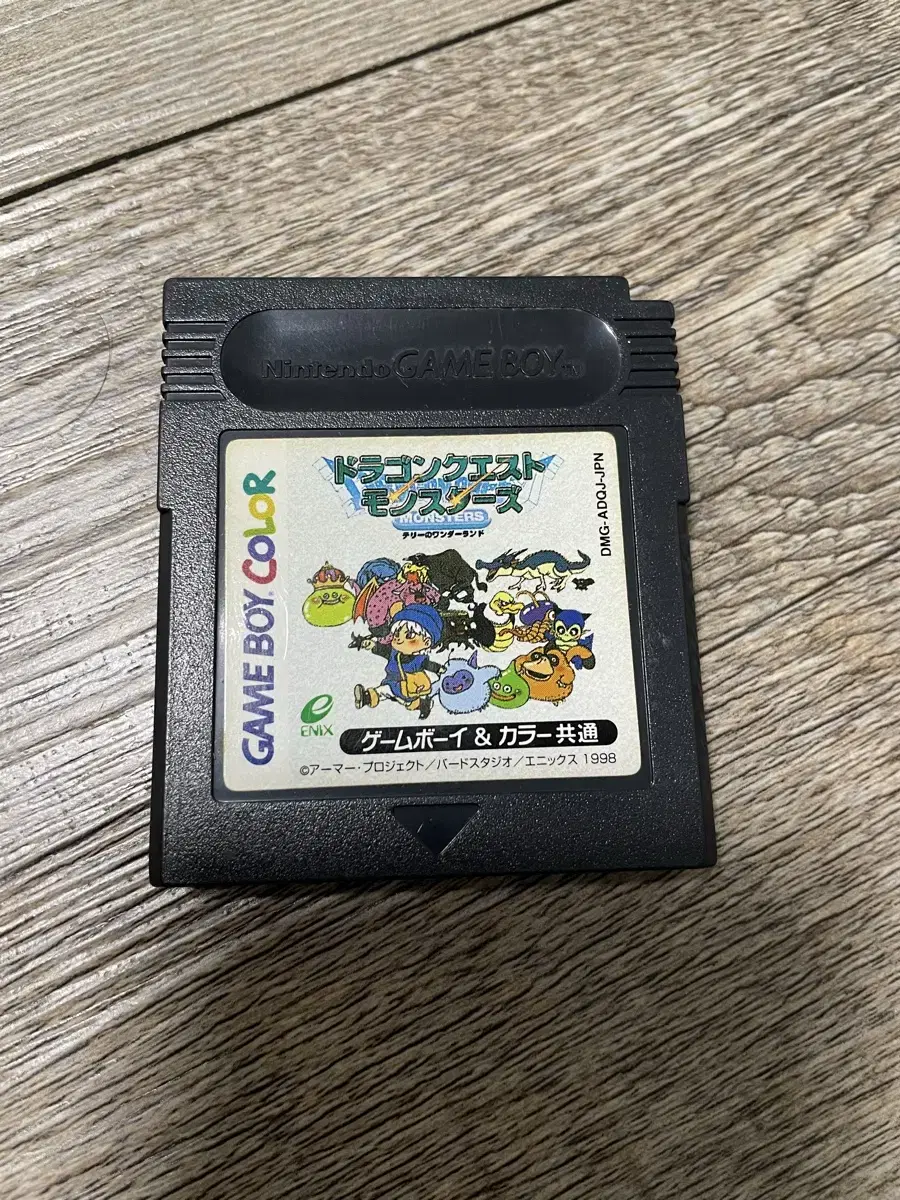 Nintendo GAME BOY TM
ドラゴンクエスト
モンスターズ
MONSTERS
テリーのワンダーランド
DMG-ADQJ-JPN
GAME BOY COLOR
ENIX
ゲームボーイ & カラー共通
©アーマー・プロジェクト/バードスタジオ/エニックス 1998